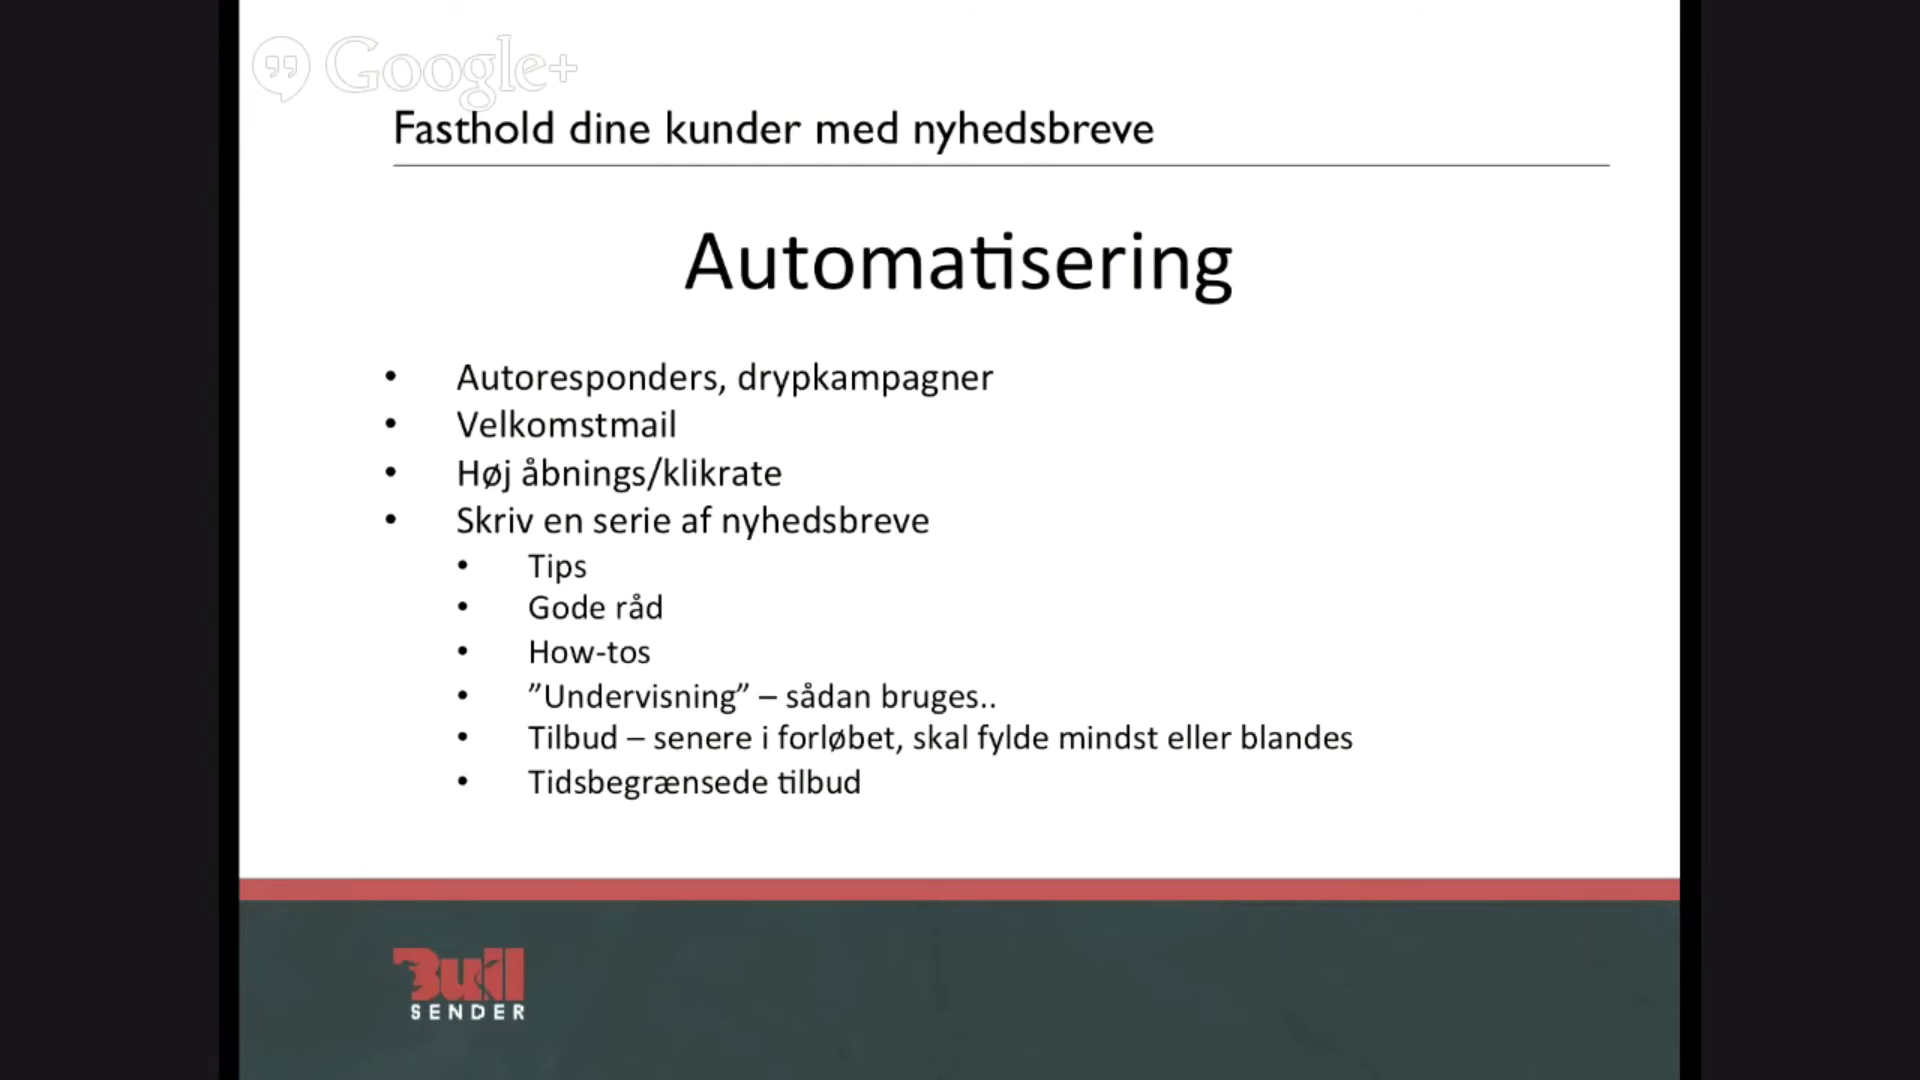 Google+
Fasthold dine kunder med nyhedsbreve
Automatisering
• Autoresponders, drypkampagner
• Velkomstmail
• Høj åbnings/klikrate
• Skriv en serie af nyhedsbreve
• Tips
• Gode råd
• How-tos
• ”Undervisning” – sådan bruges..
• Tilbud – senere i forløbet, skal fylde mindst eller blandes
• Tidsbegrænsede tilbud
Bull
SENDER